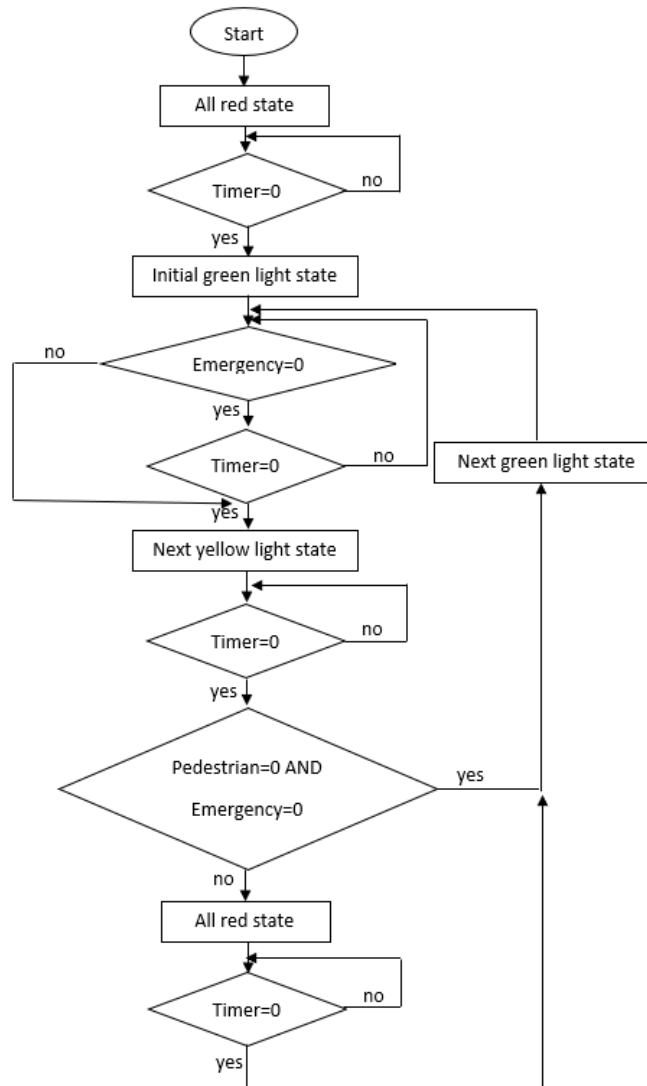 Start
All red state
Timer=0
no
yes
Initial green light state
no
Emergency=0
yes
Timer=0
no
Next green light state
yes
Next yellow light state
Timer=0
no
yes
Pedestrian=0 AND
Emergency=0
yes
no
All red state
Timer=0
no
yes